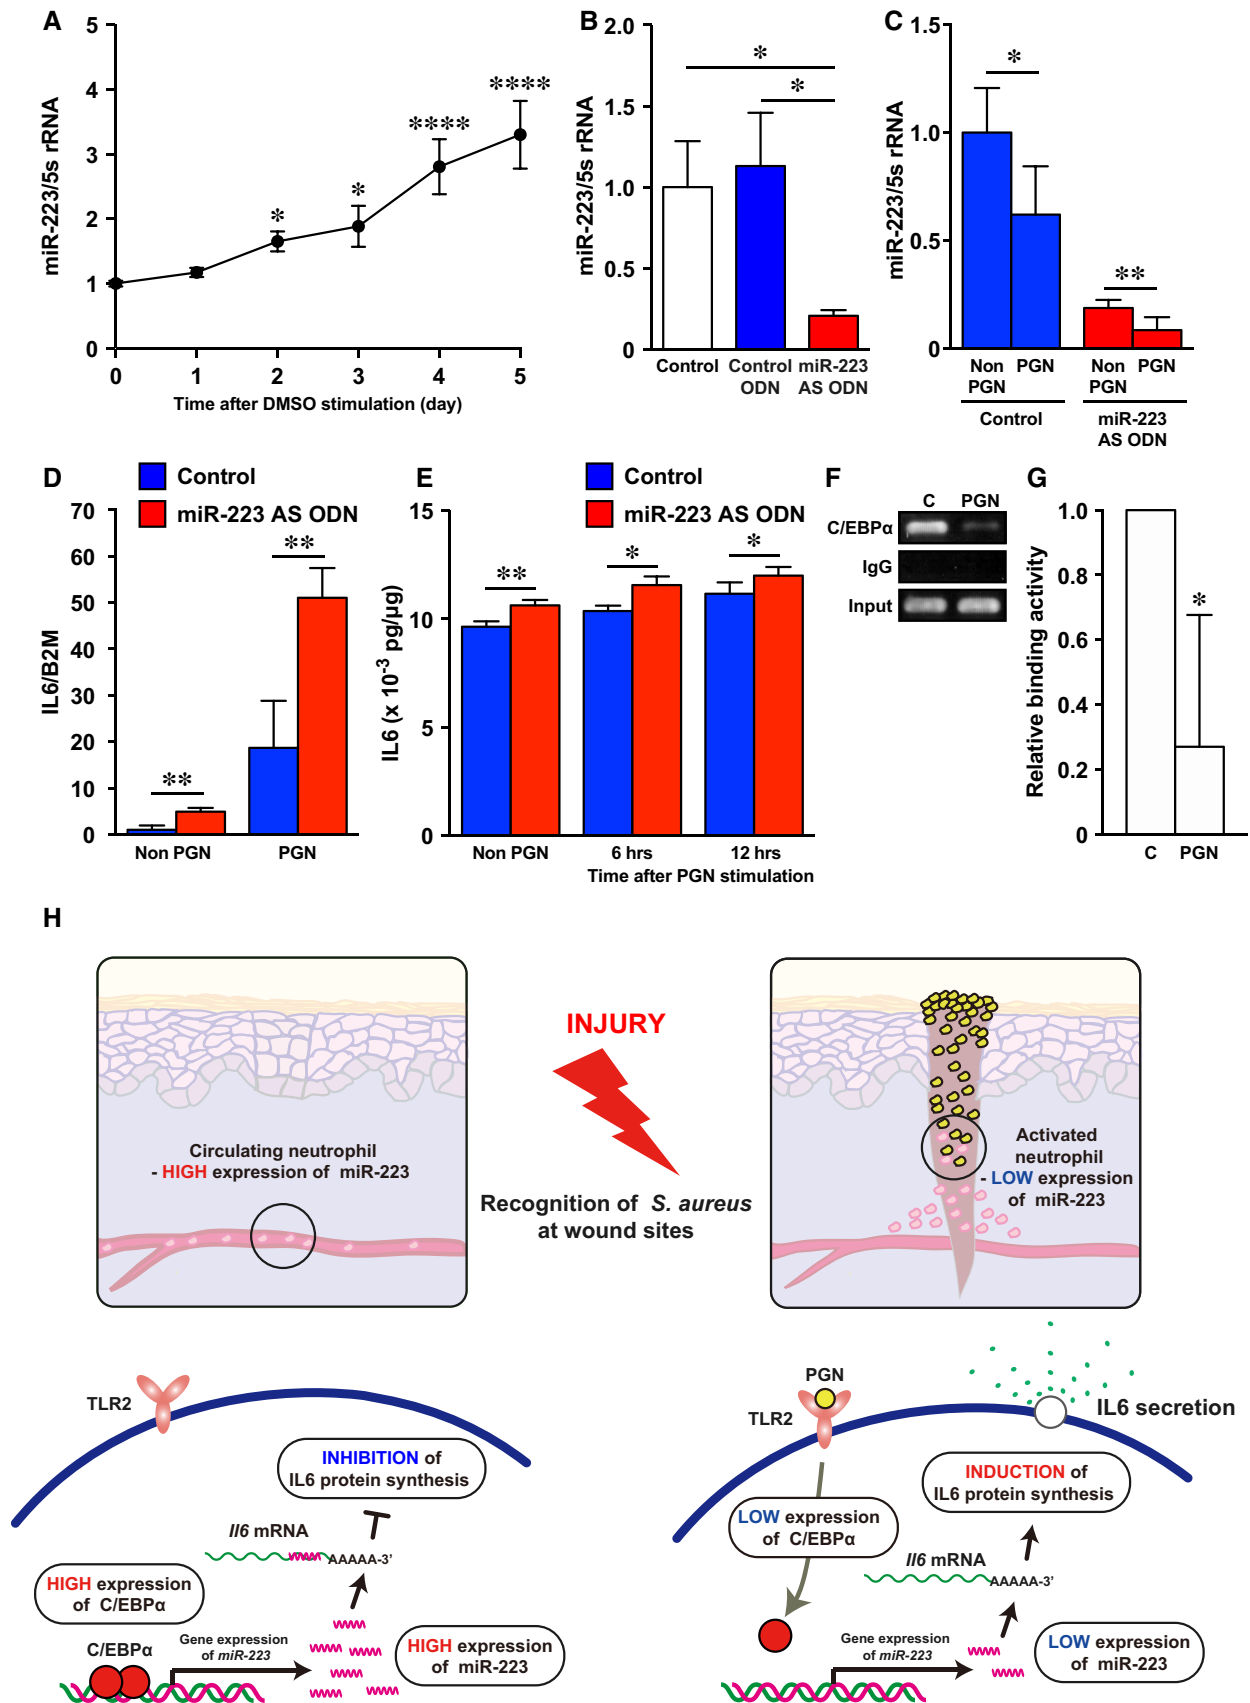 A
miR-223/5s rRNA
5
4
3
2
1
0
*
*
****
****
0 1 2 3 4 5
Time after DMSO stimulation (day)
B
miR-223/5s rRNA
2.0
1.5
1.0
0.5
0
*
*
Control
Control
ODN
miR-223
AS ODN
C
miR-223/5s rRNA
1.5
1.0
0.5
0
*
**
Non
PGN
PGN
Non
PGN
PGN
Control
miR-223
AS ODN
D
Control
miR-223 AS ODN
IL6/B2M
70
60
50
40
30
20
10
0
**
**
Non PGN
PGN
E
IL6 (x 10⁻³ pg/μg)
15
10
5
0
**
*
*
Non PGN
6 hrs
12 hrs
Time after PGN stimulation
F
C PGN
C/EBPα
IgG
Input
G
Relative binding activity
1.0
0.8
0.6
0.4
0.2
0
*
C PGN
H
Circulating neutrophil
- HIGH expression of miR-223
INJURY
Recognition of S. aureus
at wound sites
Activated
neutrophil
- LOW expression
of miR-223
TLR2
INHIBITION of
IL6 protein synthesis
Il6 mRNA
AAAAA-3'
HIGH expression
of C/EBPα
C/EBPα
Gene expression
of miR-223
HIGH expression
of miR-223
PGN
TLR2
IL6 secretion
INDUCTION of
IL6 protein synthesis
LOW expression
of C/EBPα
Il6 mRNA
AAAAA-3'
Gene expression
of miR-223
LOW expression
of miR-223